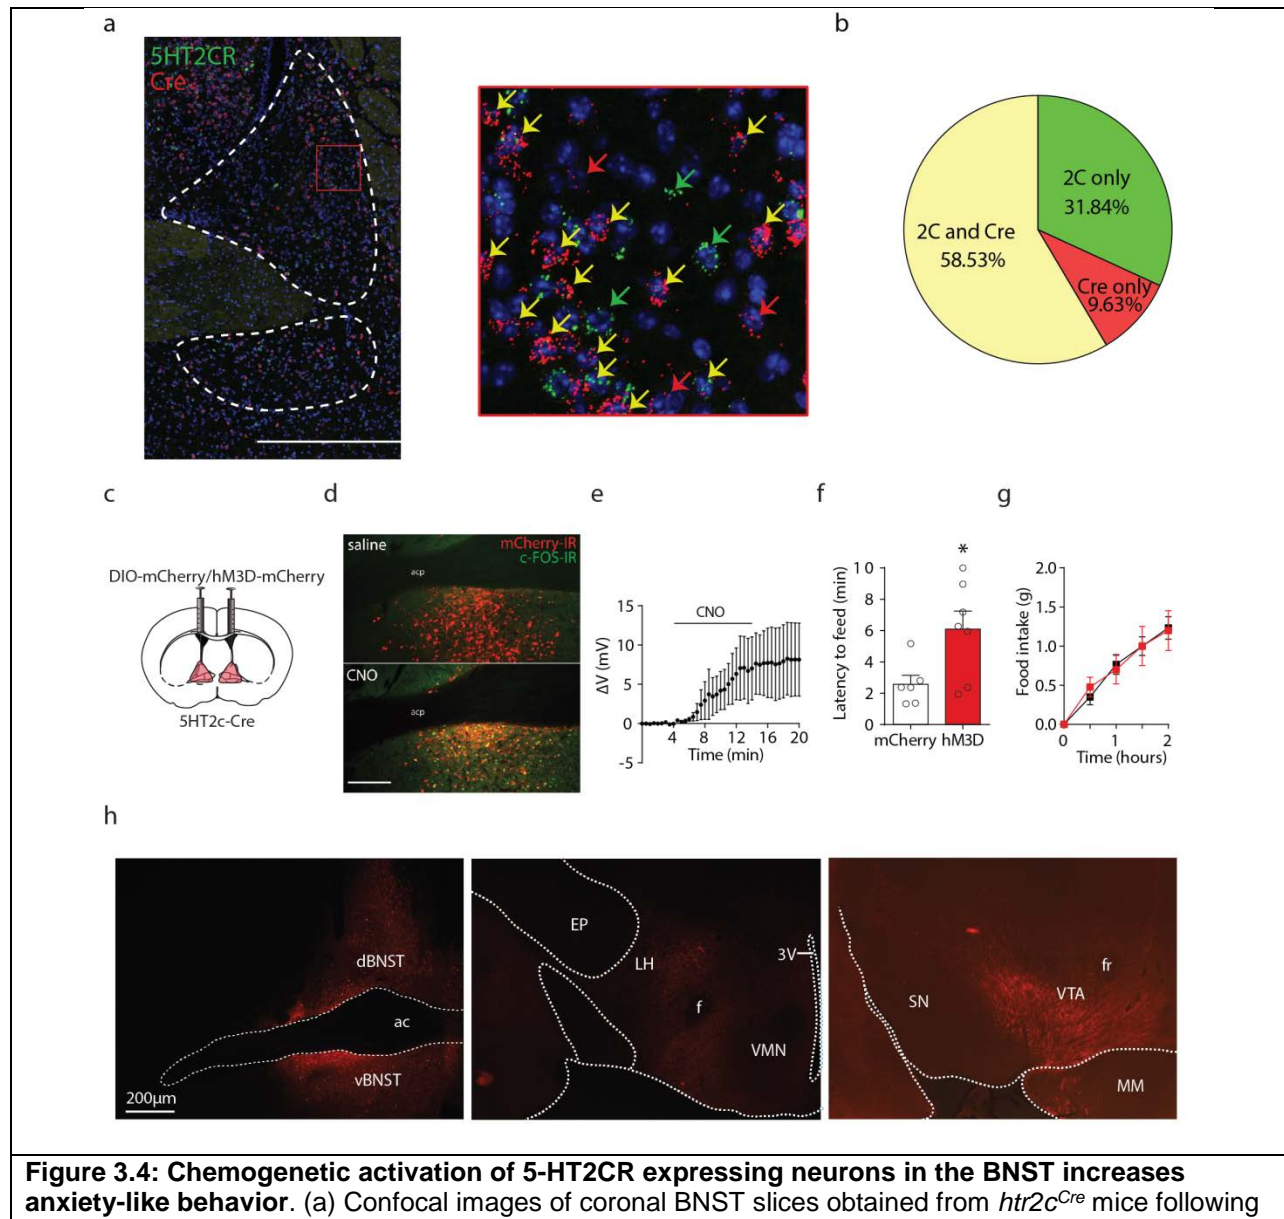 a
b
5HT2CR
Cre
2C only
31.84%
2C and Cre
58.53%
Cre only
9.63%
c
d
e
f
g
DIO-mCherry/hM3D-mCherry
5HT2c-Cre
saline
mCherry-IR
c-FOS-IR
acp
CNO
acp
CNO
ΔV (mV)
15
10
5
0
-5
4 8 12 16 20
Time (min)
*
Latency to feed (min)
10
8
6
4
2
0
mCherry hM3D
Food intake (g)
2.0
1.5
1.0
0.5
0.0
0 1 2
Time (hours)
h
dBNST
ac
vBNST
200µm
EP
LH
3V
f
VMN
fr
SN
VTA
MM
Figure 3.4: Chemogenetic activation of 5-HT2CR expressing neurons in the BNST increases
anxiety-like behavior. (a) Confocal images of coronal BNST slices obtained from htr2cCre mice following